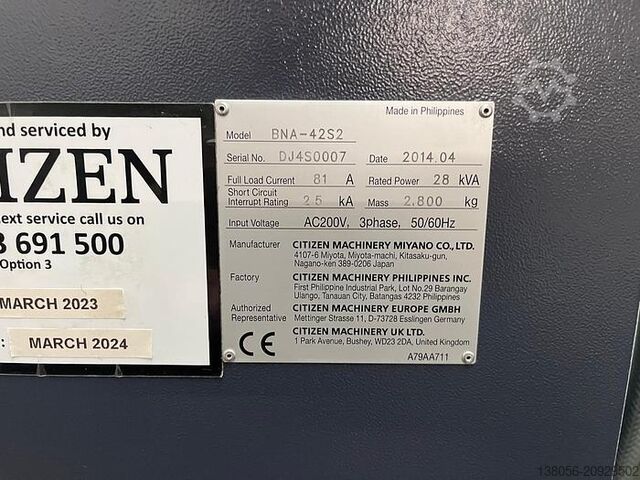 nd serviced by
IZEN
ext service call us on
3 691 500
Option 3
MARCH 2023
: MARCH 2024
Made in Philippines
Model BNA-42S2
Serial No. DJ4S0007 Date 2014.04
Full Load Current 81 A Rated Power 28 kVA
Short Circuit
Interrupt Rating 2.5 kA Mass 2.800 kg
Input Voltage AC200V, 3phase, 50/60Hz
Manufacturer CITIZEN MACHINERY MIYANO CO., LTD.
4107-6 Miyota, Miyota-machi, Kitasaku-gun,
Nagano-ken 389-0206 Japan
Factory CITIZEN MACHINERY PHILIPPINES INC.
First Philippine Industrial Park, Lot No.29 Barangay
Ulango, Tanauan City, Batangas 4232 Philippines
Authorized
Representative CITIZEN MACHINERY EUROPE GMBH
Mettinger Strasse 11, D-73728 Esslingen Germany
CITIZEN MACHINERY UK LTD.
1 Park Avenue, Bushey, WD23 2DA, United Kingdom
CE
A79AA711
138056-20929502